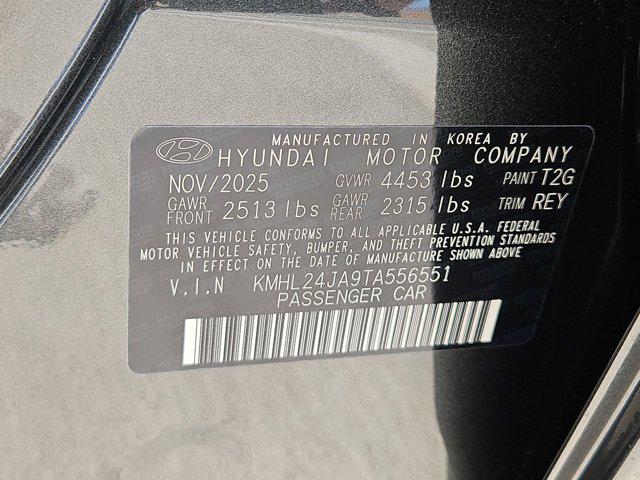 MANUFACTURED IN KOREA BY
HYUNDAI MOTOR COMPANY
NOV/2025 GVWR 4453 lbs PAINT T2G
GAWR FRONT 2513 lbs GAWR REAR 2315 lbs TRIM REY
THIS VEHICLE CONFORMS TO ALL APPLICABLE U.S.A. FEDERAL
MOTOR VEHICLE SAFETY, BUMPER, AND THEFT PREVENTION STANDARDS
IN EFFECT ON THE DATE OF MANUFACTURE SHOWN ABOVE
V.I.N KMHL24JA9TA556551
PASSENGER CAR